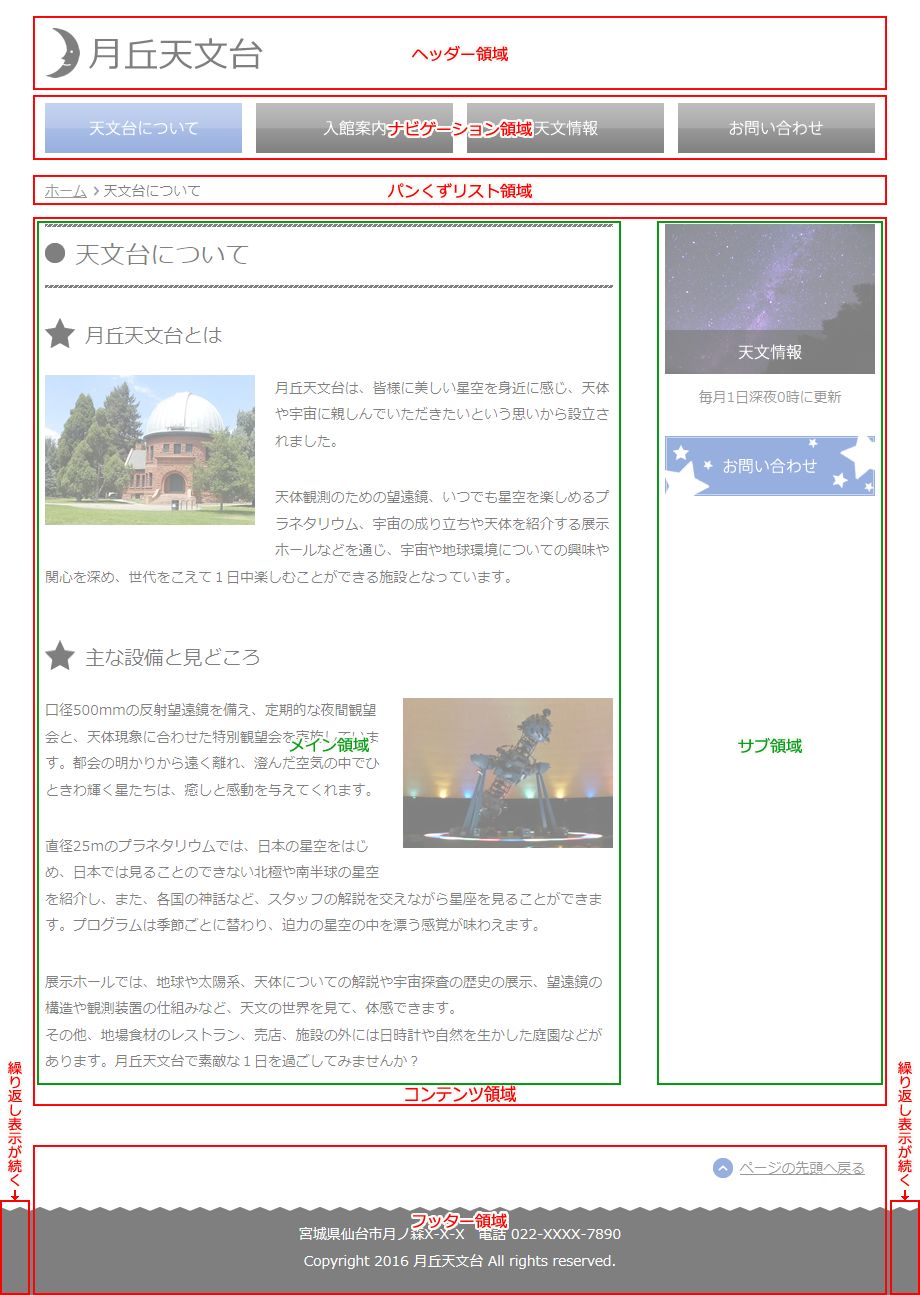 月丘天文台
ヘッダー領域
天文台について
入館案内
ナビゲーション領域
天文情報
お問い合わせ
ホーム > 天文台について
パンくずリスト領域
天文台について
月丘天文台とは
月丘天文台は、皆様に美しい星空を身近に感じ、天体
や宇宙に親しんでいただきたいという思いから設立さ
れました。
天体観測のための望遠鏡、いつでも星空を楽しめるプ
ラネタリウム、宇宙の成り立ちや天体を紹介する展示
ホールなどを通じ、宇宙や地球環境についての興味や
関心を深め、世代をこえて１日中楽しむことができる施設となっています。
主な設備と見どころ
口径500mmの反射望遠鏡を備え、定期的な夜間観望
会と、天体現象に合わせた特別観望会を実施していま
す。都会の明かりから遠く離れ、澄んだ空気の中でひ
ときわ輝く星たちは、癒しと感動を与えてくれます。
メイン領域
直径25mのプラネタリウムでは、日本の星空をはじ
め、日本では見ることのできない北極や南半球の星空
を紹介し、また、各国の神話など、スタッフの解説を交えながら星座を見ることができま
す。プログラムは季節ごとに替わり、迫力の星空の中を漂う感覚が味わえます。
展示ホールでは、地球や太陽系、天体についての解説や宇宙探査の歴史の展示、望遠鏡の
構造や観測装置の仕組みなど、天文の世界を見て、体感できます。
その他、地場食材のレストラン、売店、施設の外には日時計や自然を生かした庭園などが
あります。月丘天文台で素敵な１日を過ごしてみませんか？
天文情報
毎月1日深夜0時に更新
お問い合わせ
サブ領域
コンテンツ領域
繰り返し表示が続く
繰り返し表示が続く
ページの先頭へ戻る
フッター領域
宮城県仙台市月ノ森X-X-X　電話 022-XXXX-7890
Copyright 2016 月丘天文台 All rights reserved.